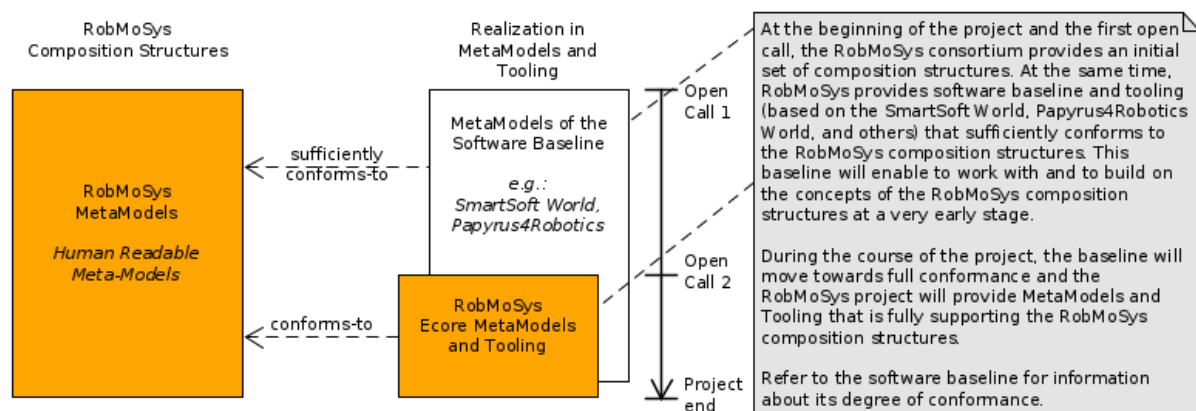 RobMoSys
Composition Structures
RobMoSys
MetaModels
Human Readable
Meta-Models
sufficiently
conforms-to
conforms-to
Realization in
MetaModels and
Tooling
MetaModels of the
Software Baseline
e.g.:
SmartSoft World,
Papyrus4Robotics
RobMoSys
Ecore MetaModels
and Tooling
Open
Call 1
Open
Call 2
Project
end
At the beginning of the project and the first open
call, the RobMoSys consortium provides an initial
set of composition structures. At the same time,
RobMoSys provides software baseline and tooling
(based on the SmartSoft World, Papyrus4Robotics
World, and others) that sufficiently conforms to
the RobMoSys composition structures. This
baseline will enable to work with and to build on
the concepts of the RobMoSys composition
structures at a very early stage.
During the course of the project, the baseline will
move towards full conformance and the
RobMoSys project will provide MetaModels and
Tooling that is fully supporting the RobMoSys
composition structures.
Refer to the software baseline for information
about its degree of conformance.